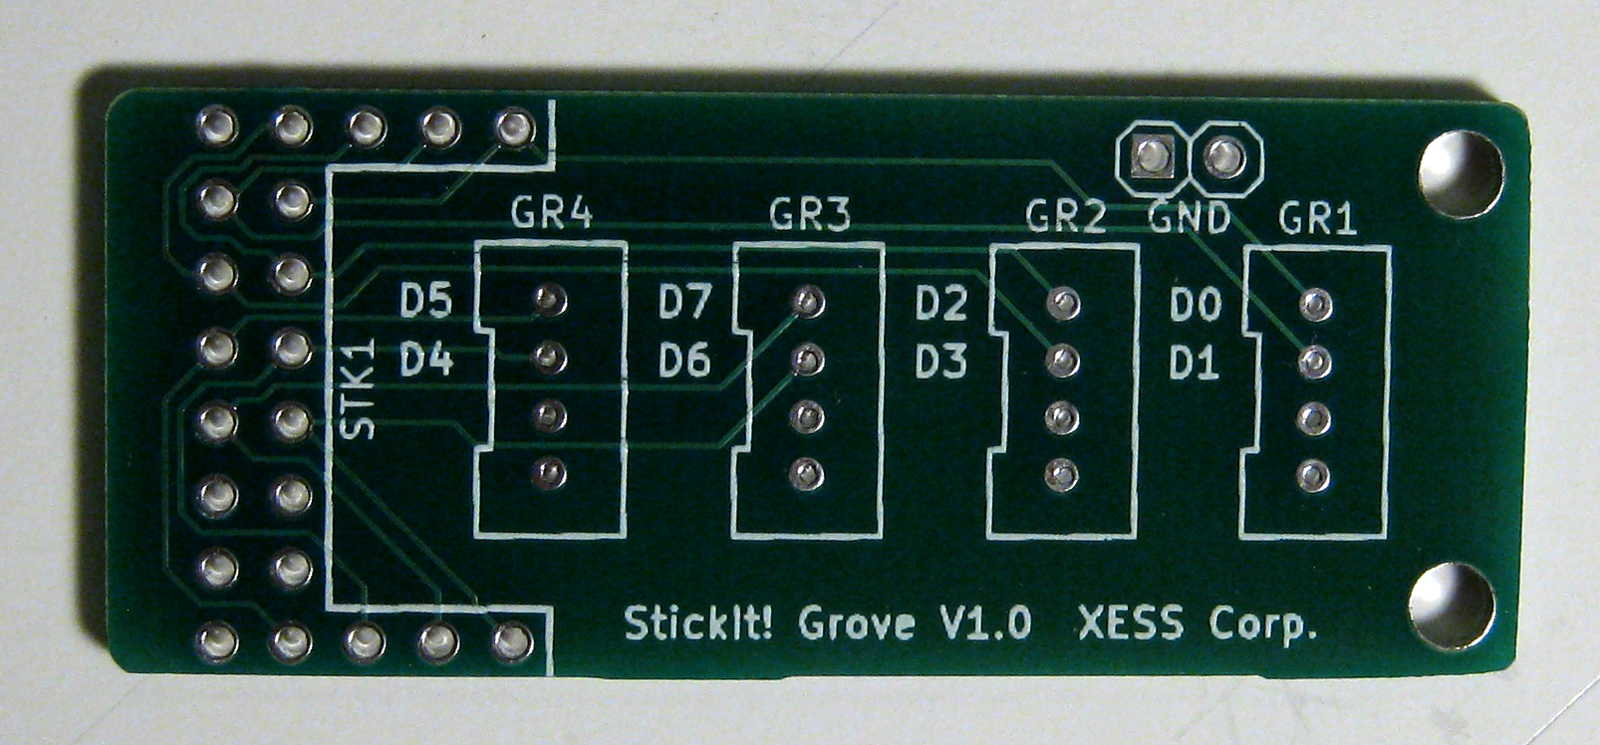 GR4 GR3 GR2 GND GR1
D5 D7 D2 D0
D4 D6 D3 D1
STK1
StickIt! Grove V1.0 XESS Corp.